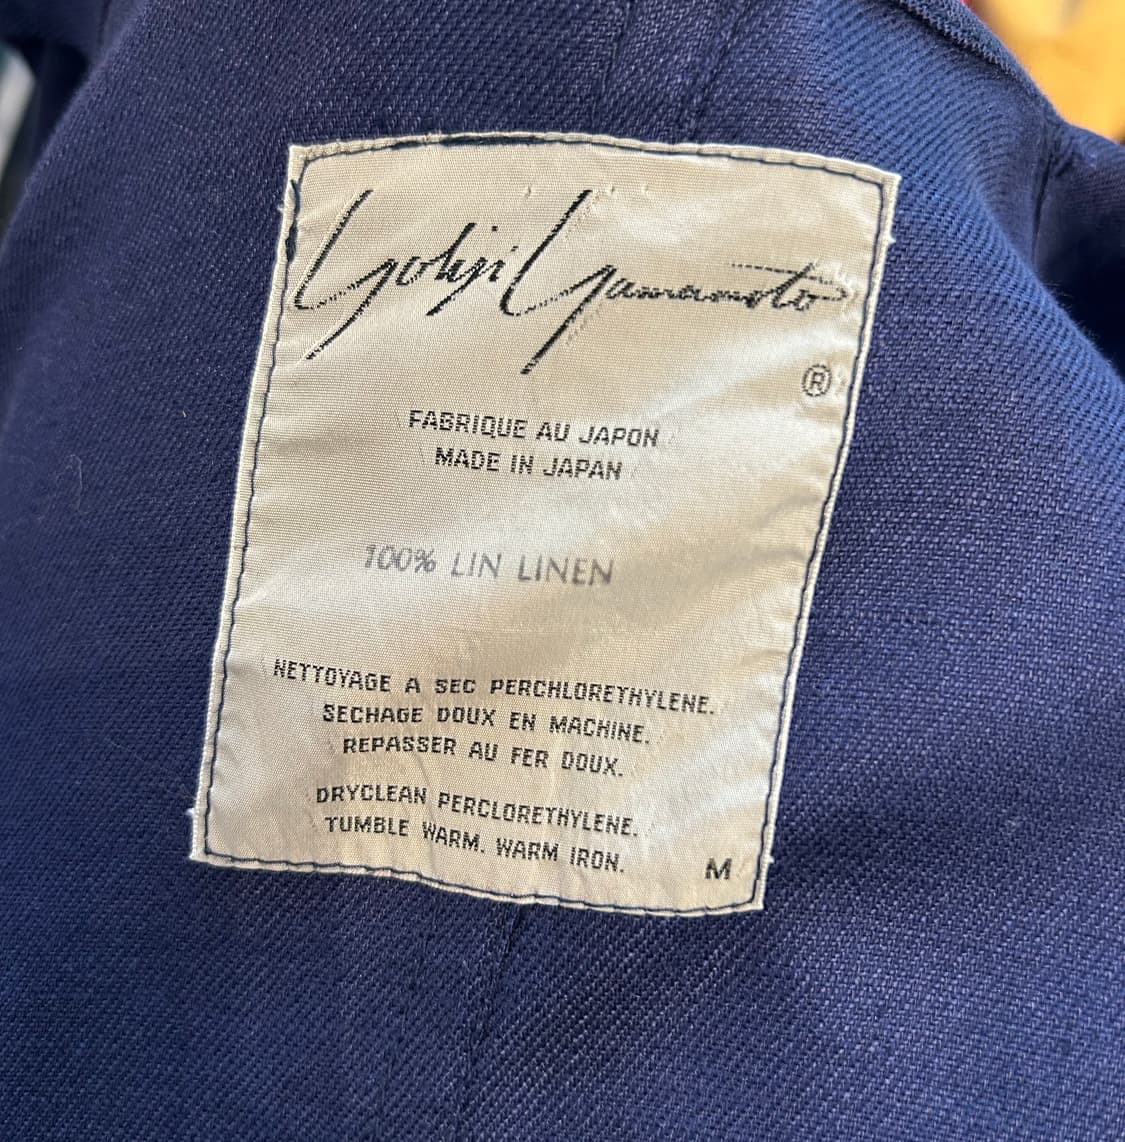 Yohji Yamamoto
®
FABRIQUE AU JAPON
MADE IN JAPAN
100% LIN LINEN
NETTOYAGE A SEC PERCHLORETHYLENE.
SECHAGE DOUX EN MACHINE.
REPASSER AU FER DOUX.
DRYCLEAN PERCLORETHYLENE.
TUMBLE WARM. WARM IRON.
M